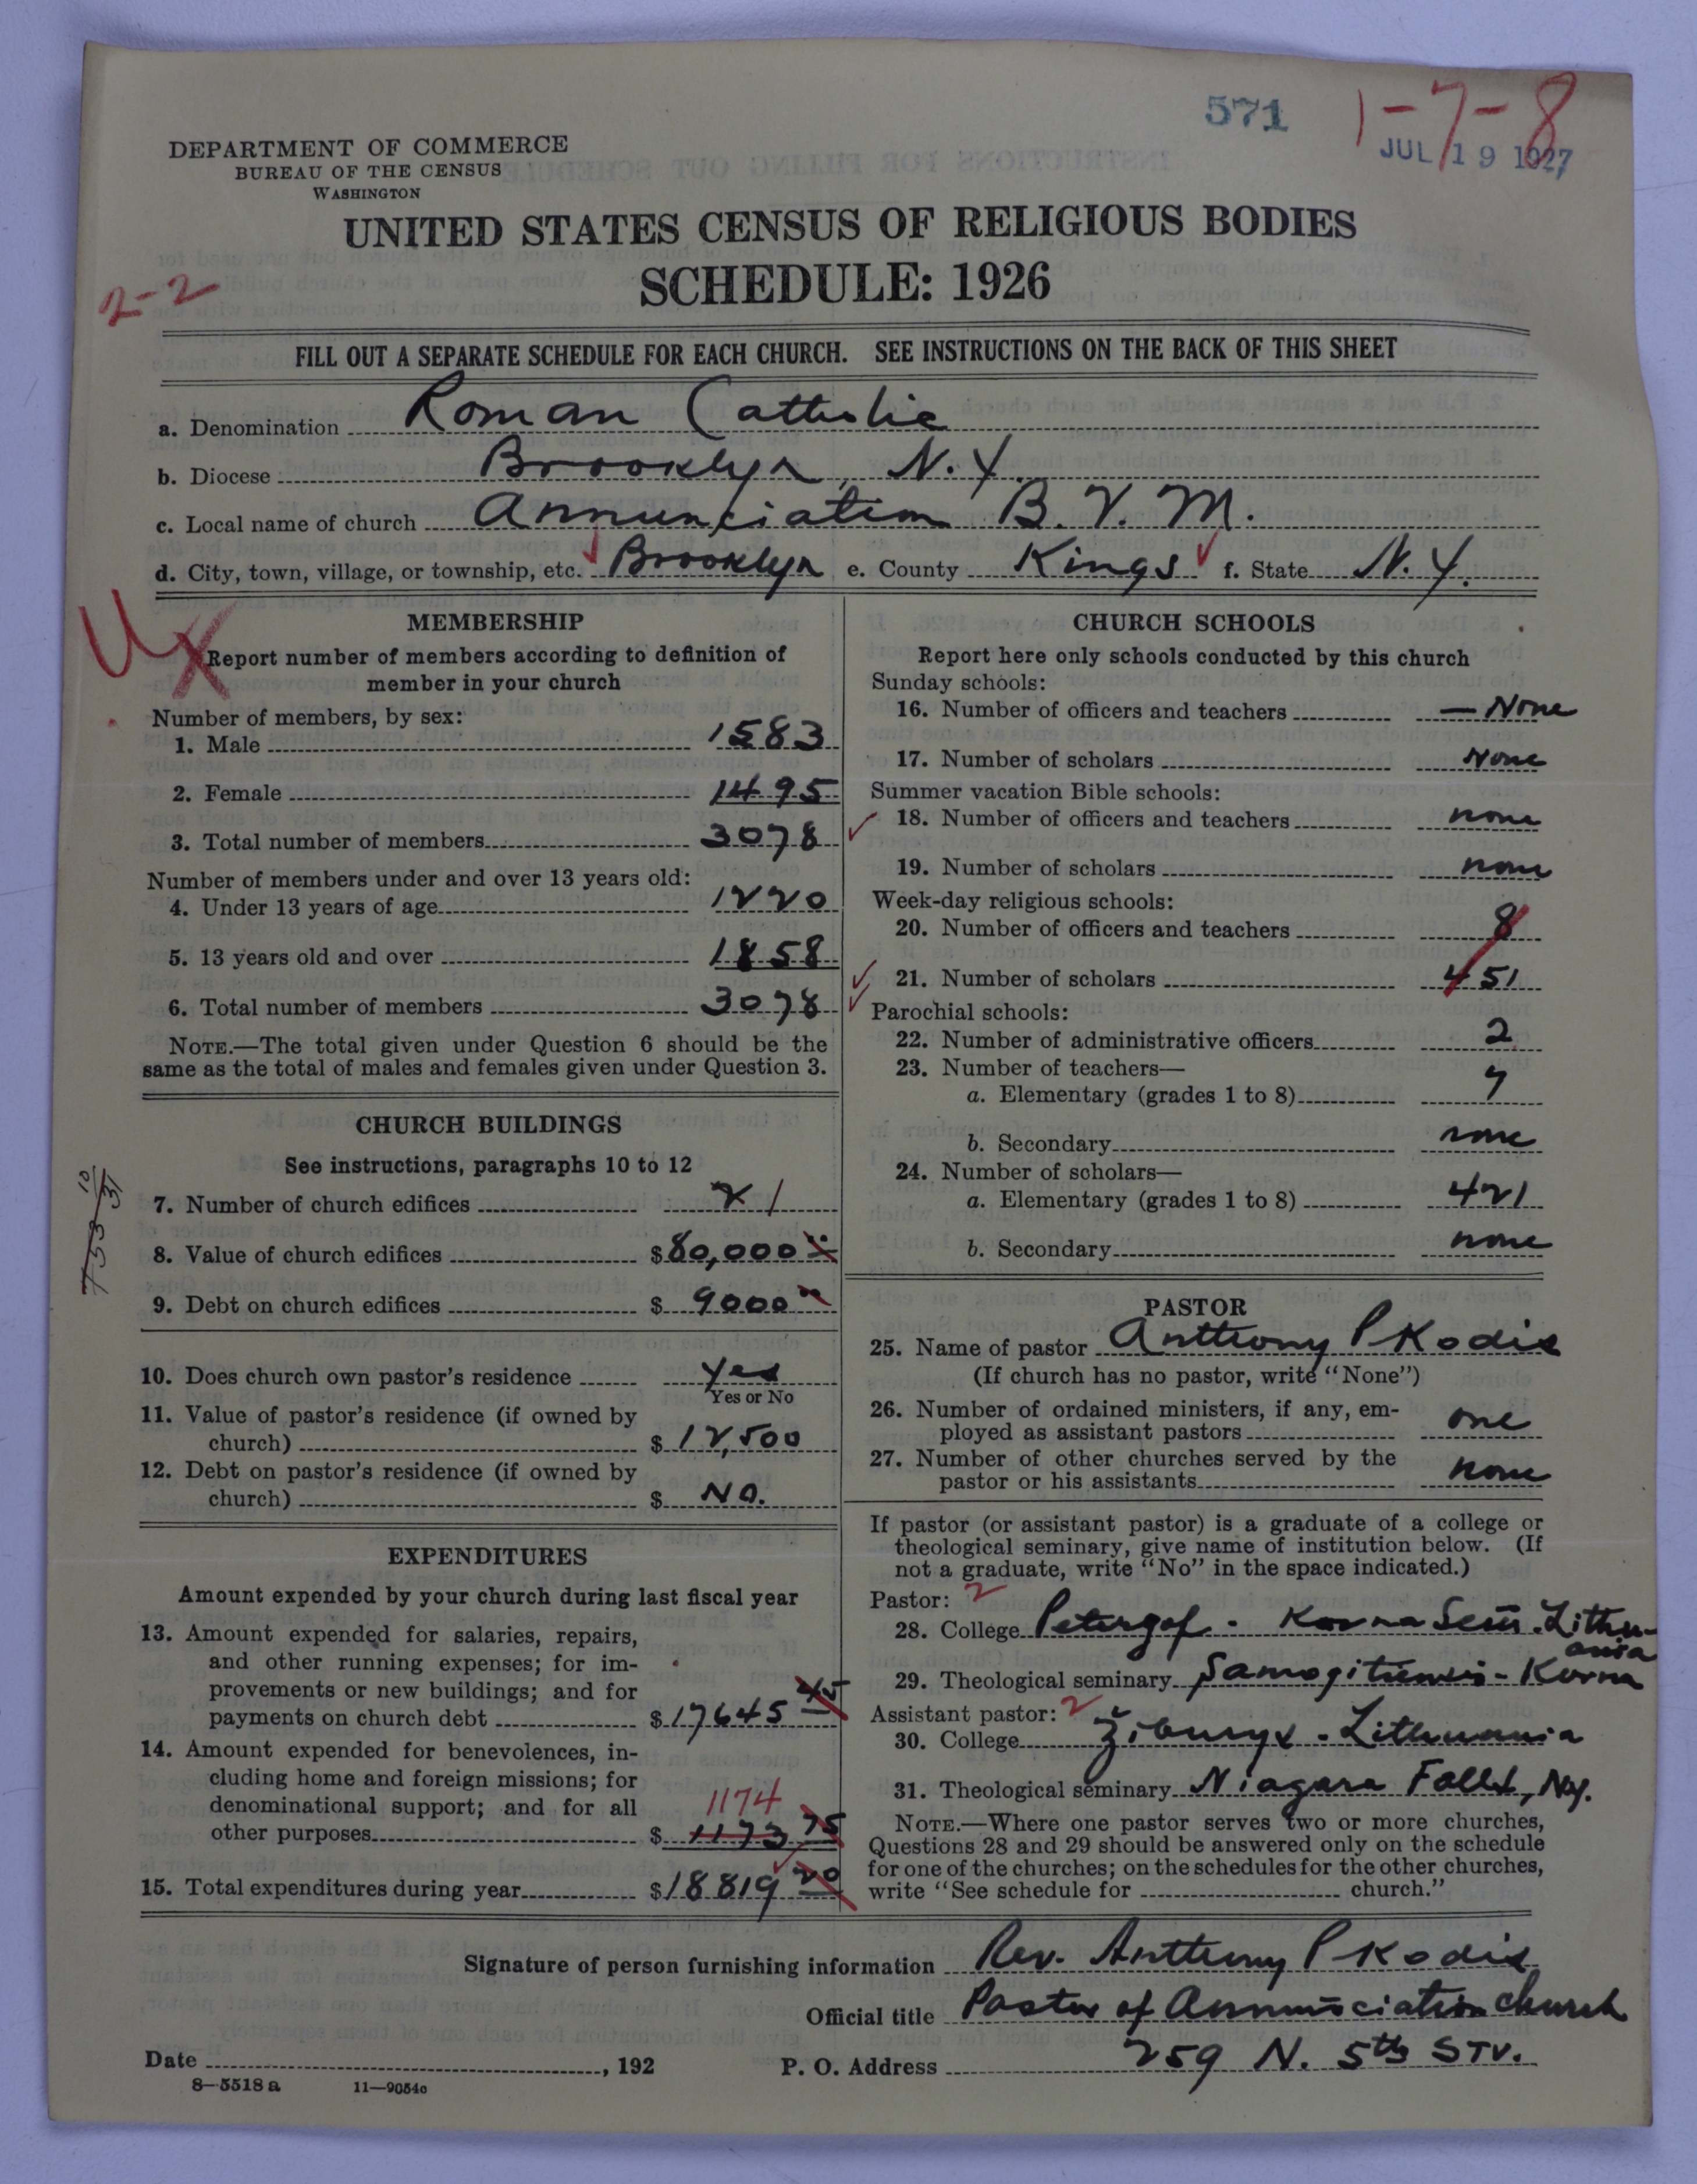 571
1-7-8
JUL 19 1927
DEPARTMENT OF COMMERCE
BUREAU OF THE CENSUS
WASHINGTON
UNITED STATES CENSUS OF RELIGIOUS BODIES
SCHEDULE: 1926
2-2
FILL OUT A SEPARATE SCHEDULE FOR EACH CHURCH. SEE INSTRUCTIONS ON THE BACK OF THIS SHEET
a. Denomination Roman Catholic
b. Diocese Brooklyn, N.Y.
c. Local name of church Annunciation B. V. M.
d. City, town, village, or township, etc. Brooklyn e. County Kings f. State N.Y.
MEMBERSHIP
Report number of members according to definition of
member in your church
Number of members, by sex:
1. Male 1583
2. Female 1495
3. Total number of members 3078
Number of members under and over 13 years old:
4. Under 13 years of age 1220
5. 13 years old and over 1858
6. Total number of members 3078
NOTE.—The total given under Question 6 should be the
same as the total of males and females given under Question 3.
CHURCH BUILDINGS
See instructions, paragraphs 10 to 12
7. Number of church edifices 2 1
8. Value of church edifices $80,000
9. Debt on church edifices $ 9000
10. Does church own pastor's residence Yes
Yes or No
11. Value of pastor's residence (if owned by
church) $ 12,500
12. Debt on pastor's residence (if owned by
church) $ No.
EXPENDITURES
Amount expended by your church during last fiscal year
13. Amount expended for salaries, repairs,
and other running expenses; for im-
provements or new buildings; and for
payments on church debt $17645 45
14. Amount expended for benevolences, in-
cluding home and foreign missions; for
denominational support; and for all
1174
other purposes $ 1173 75
15. Total expenditures during year $18819 20
CHURCH SCHOOLS
Report here only schools conducted by this church
Sunday schools:
16. Number of officers and teachers — None
17. Number of scholars None
Summer vacation Bible schools:
18. Number of officers and teachers none
19. Number of scholars none
Week-day religious schools:
20. Number of officers and teachers 8
21. Number of scholars 451
Parochial schools:
22. Number of administrative officers 2
23. Number of teachers—
a. Elementary (grades 1 to 8) 7
b. Secondary none
24. Number of scholars—
a. Elementary (grades 1 to 8) 421
b. Secondary none
PASTOR
25. Name of pastor Anthony P Kodis
(If church has no pastor, write "None")
26. Number of ordained ministers, if any, em-
ployed as assistant pastors one
27. Number of other churches served by the
pastor or his assistants none
If pastor (or assistant pastor) is a graduate of a college or
theological seminary, give name of institution below. (If
not a graduate, write "No" in the space indicated.)
Pastor: 2
28. College Petergof - Kovna Sem. Lithu-
ania
29. Theological seminary Samogitiensis - Kovna
Assistant pastor: 2
30. College Žiburys - Lithuania
31. Theological seminary Niagara Falls, N.Y.
NOTE.—Where one pastor serves two or more churches,
Questions 28 and 29 should be answered only on the schedule
for one of the churches; on the schedules for the other churches,
write "See schedule for church."
Signature of person furnishing information Rev. Anthony P Kodis
Official title Pastor of Annunciation Church
Date , 192 P. O. Address 259 N. 5th Str.
8-5518 a 11-9054c